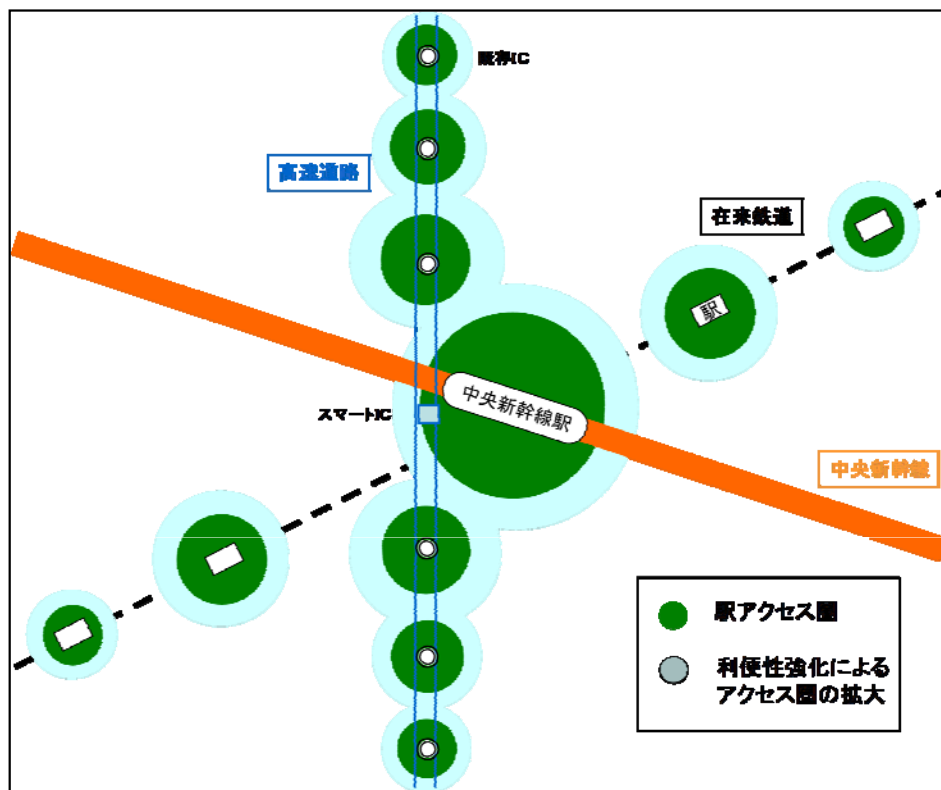 既存IC
高速道路
在来鉄道
駅
中央新幹線駅
スマートIC
中央新幹線
駅アクセス圏
利便性強化による
アクセス圏の拡大